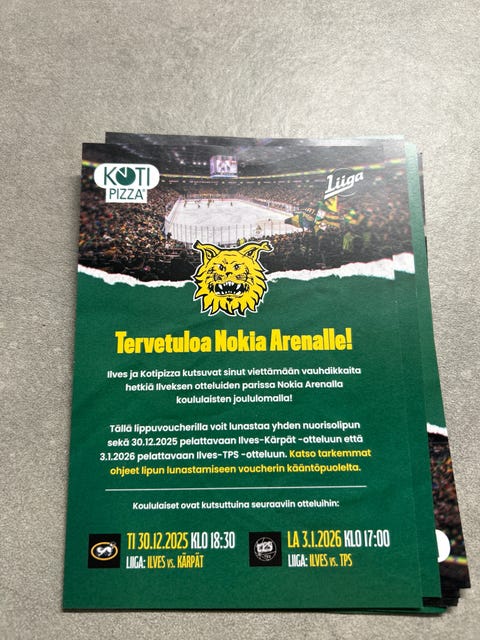 KOTI
PIZZA®
Liiga
Tervetuloa Nokia Arenalle!
Ilves ja Kotipizza kutsuvat sinut viettämään vauhdikkaita
hetkiä Ilveksen otteluiden parissa Nokia Arenalla
koululaisten joululomalla!
Tällä lippuvoucherilla voit lunastaa yhden nuorisolipun
sekä 30.12.2025 pelattavaan Ilves-Kärpät -otteluun että
3.1.2026 pelattavaan Ilves-TPS -otteluun. Katso tarkemmat
ohjeet lipun lunastamiseen voucherin kääntöpuolelta.
Koululaiset ovat kutsuttuina seuraaviin otteluihin:
TI 30.12.2025 KLO 18:30
LIIGA: ILVES vs. KÄRPÄT
TPS
LA 3.1.2026 KLO 17:00
LIIGA: ILVES vs. TPS